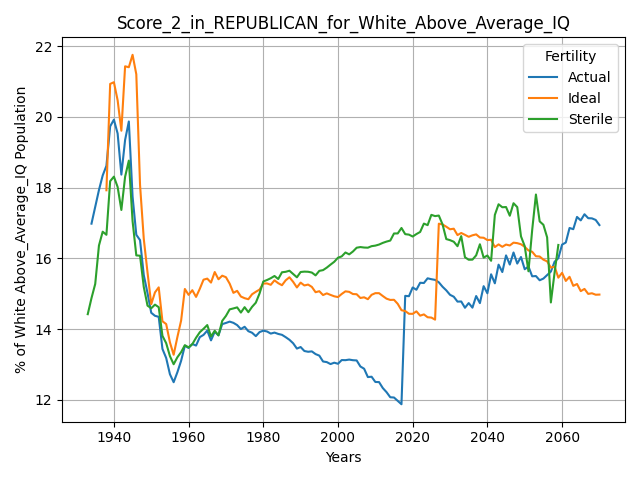 Score_2_in_REPUBLICAN_for_White_Above_Average_IQ
% of White Above_Average_IQ Population
22
20
18
16
14
12
Fertility
Actual
Ideal
Sterile
1940 1960 1980 2000 2020 2040 2060
Years